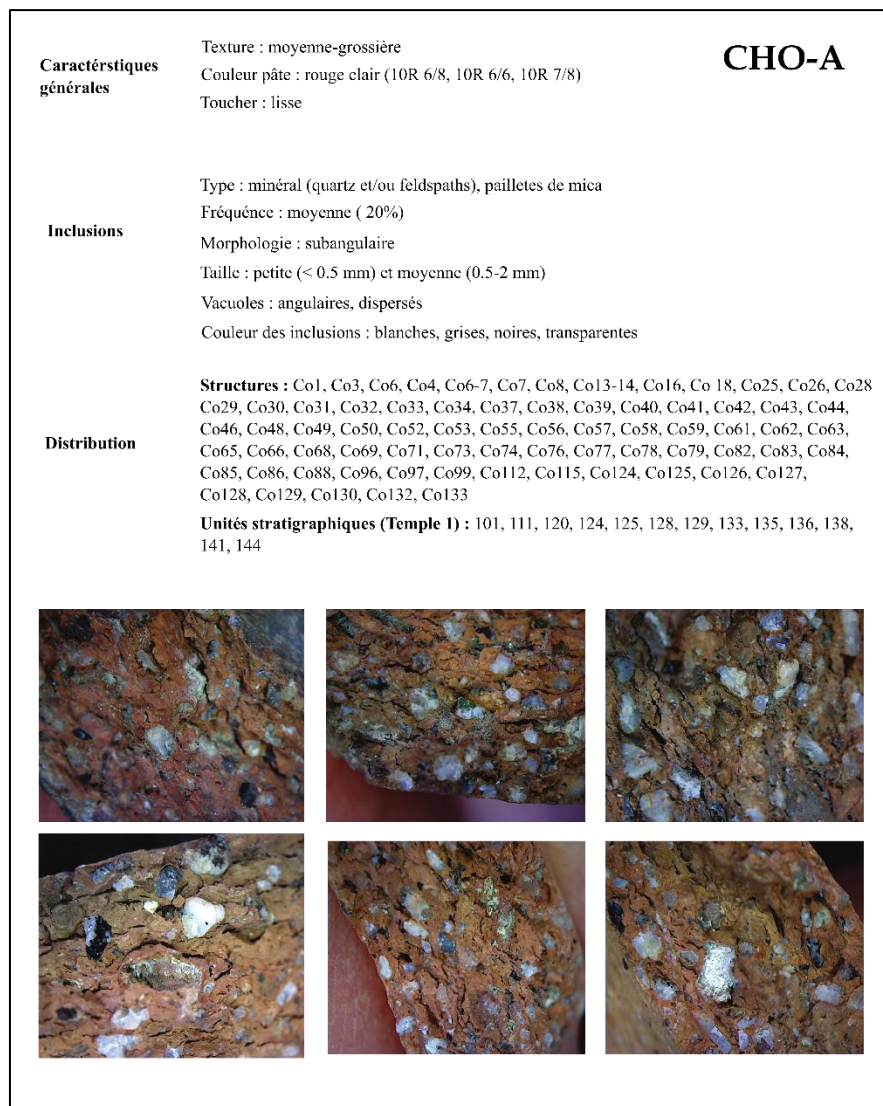 CHO-A
Caractérstiques
générales
Texture : moyenne-grossière
Couleur pâte : rouge clair (10R 6/8, 10R 6/6, 10R 7/8)
Toucher : lisse
Inclusions
Type : minéral (quartz et/ou feldspaths), pailletes de mica
Fréquénce : moyenne ( 20%)
Morphologie : subangulaire
Taille : petite (< 0.5 mm) et moyenne (0.5-2 mm)
Vacuoles : angulaires, dispersés
Couleur des inclusions : blanches, grises, noires, transparentes
Distribution
Structures : Co1, Co3, Co6, Co4, Co6-7, Co7, Co8, Co13-14, Co16, Co 18, Co25, Co26, Co28
Co29, Co30, Co31, Co32, Co33, Co34, Co37, Co38, Co39, Co40, Co41, Co42, Co43, Co44,
Co46, Co48, Co49, Co50, Co52, Co53, Co55, Co56, Co57, Co58, Co59, Co61, Co62, Co63,
Co65, Co66, Co68, Co69, Co71, Co73, Co74, Co76, Co77, Co78, Co79, Co82, Co83, Co84,
Co85, Co86, Co88, Co96, Co97, Co99, Co112, Co115, Co124, Co125, Co126, Co127,
Co128, Co129, Co130, Co132, Co133
Unités stratigraphiques (Temple 1) : 101, 111, 120, 124, 125, 128, 129, 133, 135, 136, 138,
141, 144